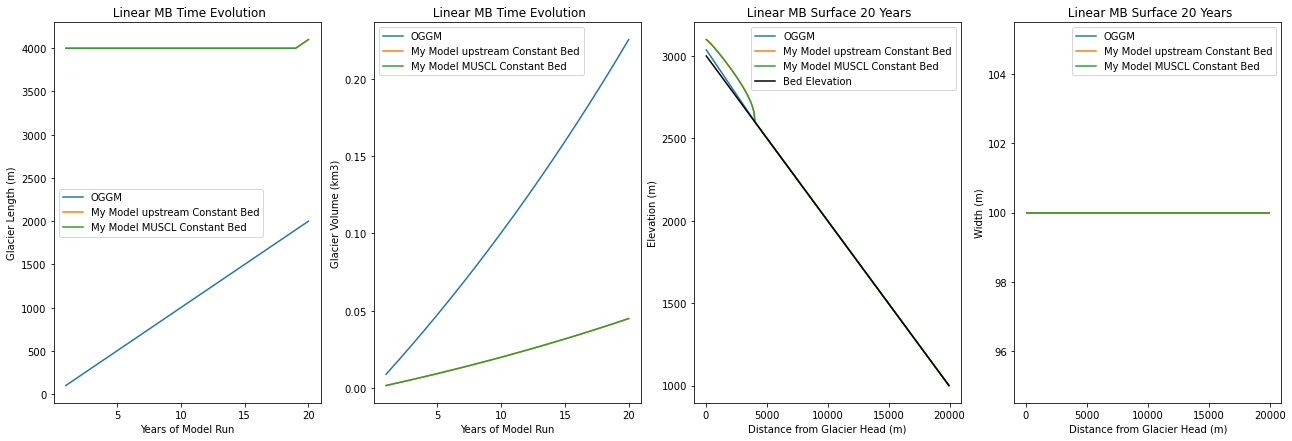 Linear MB Time Evolution
Glacier Length (m)
4000
3500
3000
2500
2000
1500
1000
500
0
OGGM
My Model upstream Constant Bed
My Model MUSCL Constant Bed
5
10
15
20
Years of Model Run
Linear MB Time Evolution
Glacier Volume (km3)
0.20
0.15
0.10
0.05
0.00
OGGM
My Model upstream Constant Bed
My Model MUSCL Constant Bed
5
10
15
20
Years of Model Run
Linear MB Surface 20 Years
Elevation (m)
3000
2500
2000
1500
1000
OGGM
My Model upstream Constant Bed
My Model MUSCL Constant Bed
Bed Elevation
0
5000
10000
15000
20000
Distance from Glacier Head (m)
Linear MB Surface 20 Years
Width (m)
104
102
100
98
96
OGGM
My Model upstream Constant Bed
My Model MUSCL Constant Bed
0
5000
10000
15000
20000
Distance from Glacier Head (m)